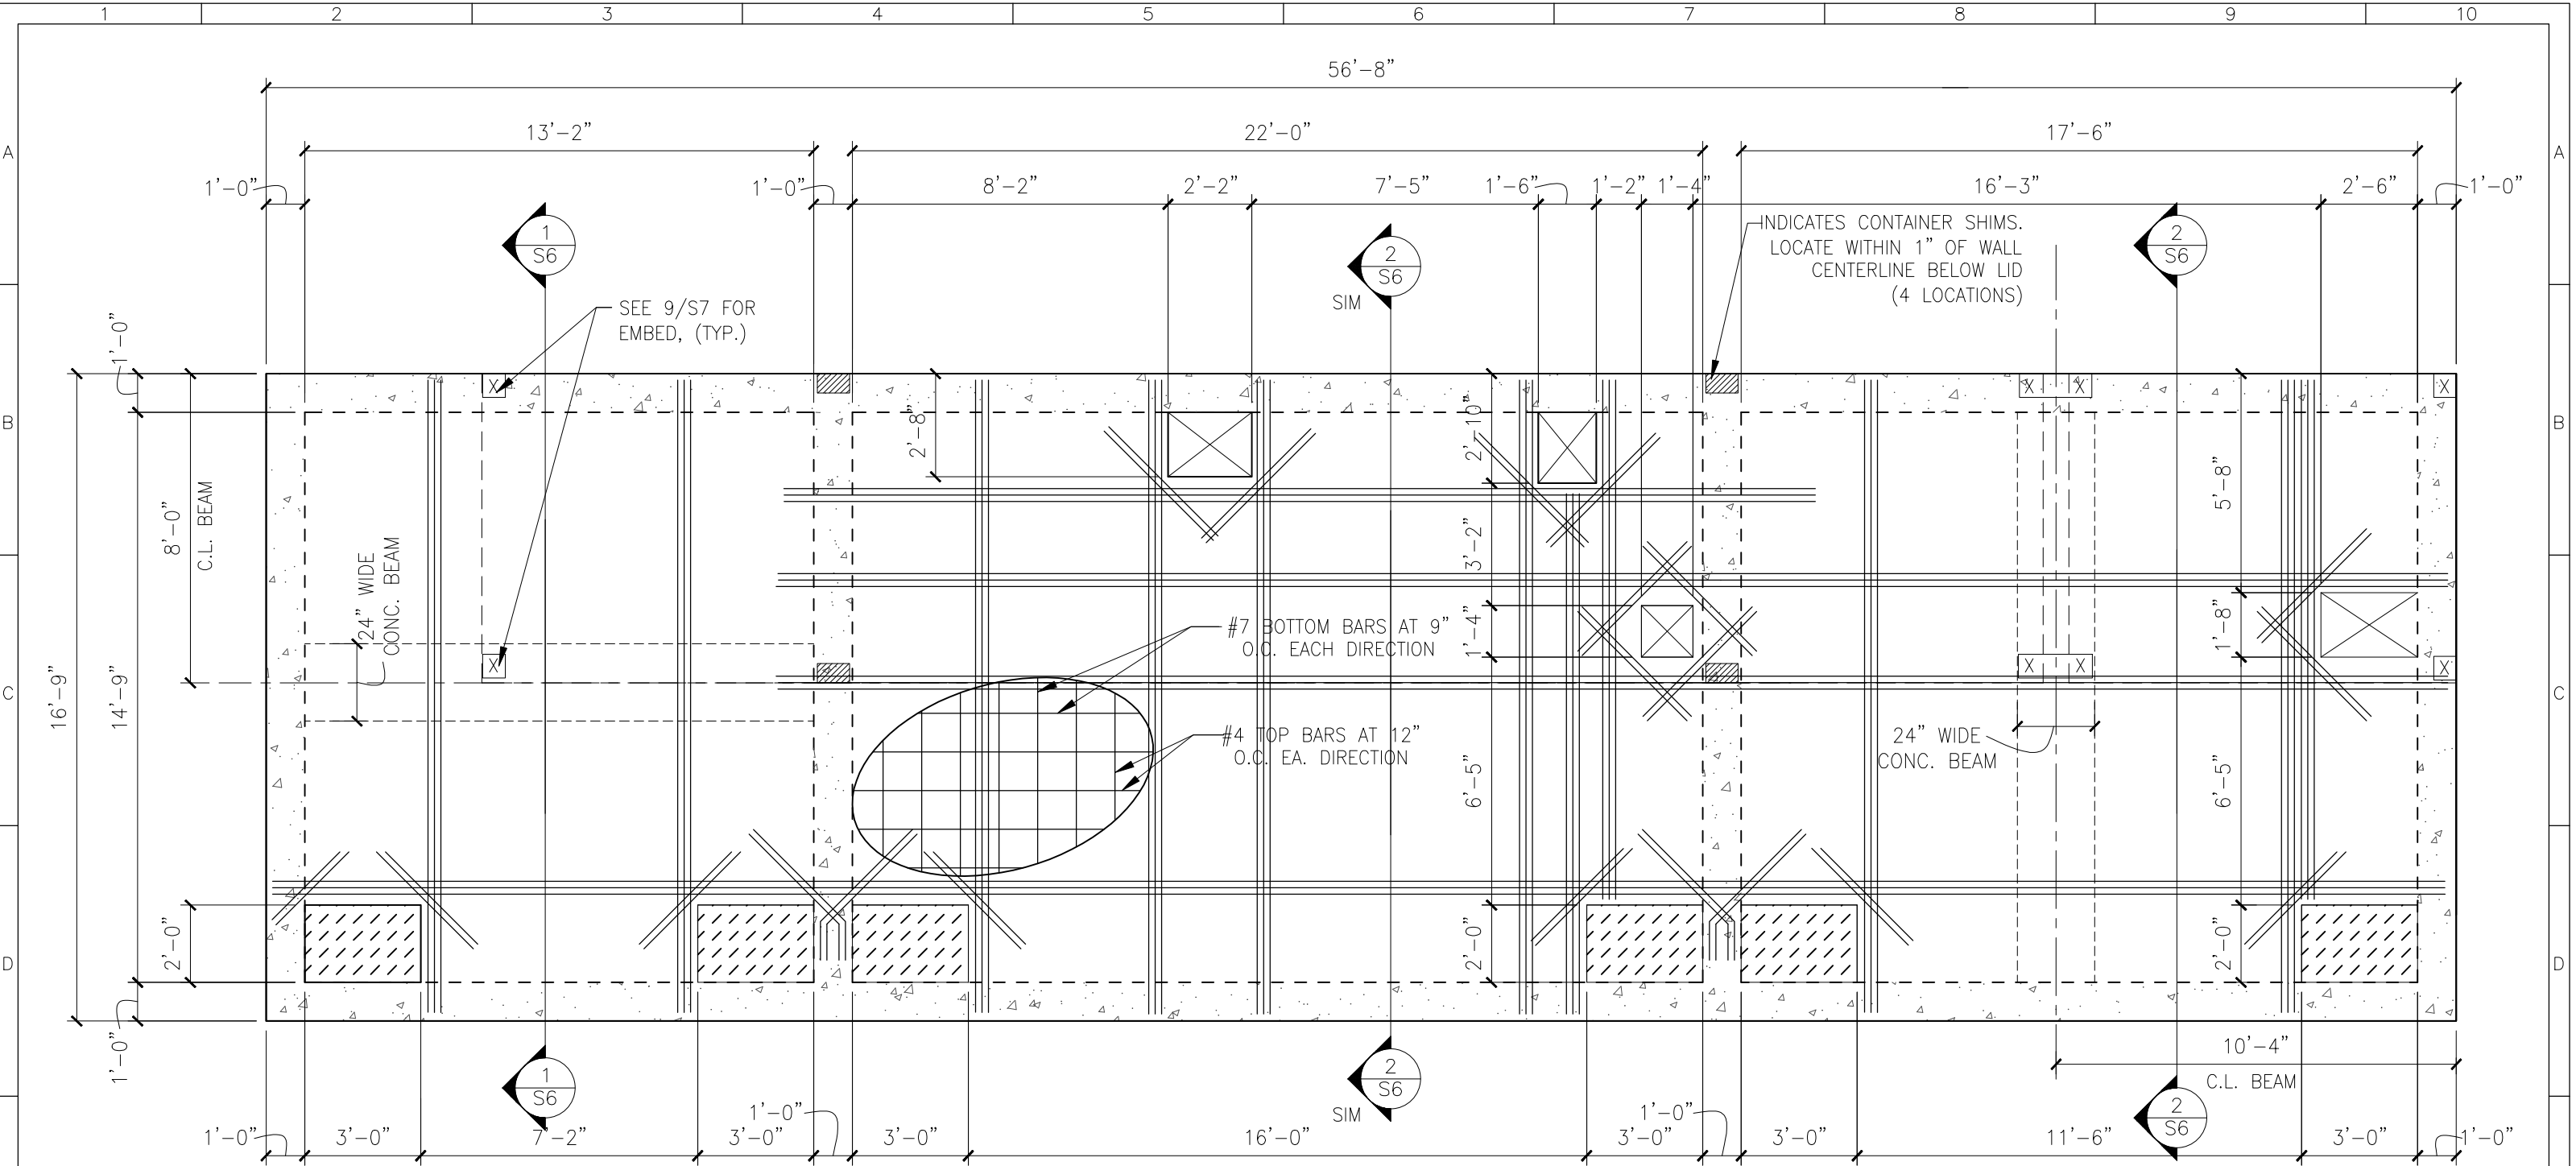 1 2 3 4 5 6 7 8 9 10
56'-8"
13'-2" 22'-0" 17'-6"
1'-0" 1'-0" 8'-2" 2'-2" 7'-5" 1'-6" 1'-2" 1'-4" 16'-3" 2'-6" 1'-0"
A A
1
S6
2
S6
SIM
2
S6
INDICATES CONTAINER SHIMS.
LOCATE WITHIN 1" OF WALL
CENTERLINE BELOW LID
(4 LOCATIONS)
SEE 9/S7 FOR
EMBED, (TYP.)
1'-0"
X X X X
B B
2'-8"
2'-10"
5'-8"
8'-0"
C.L. BEAM
24" WIDE
CONC. BEAM
3'-2"
#7 BOTTOM BARS AT 9"
O.C. EACH DIRECTION
1'-4"
1'-8"
X X X X
16'-9"
14'-9"
C C
#4 TOP BARS AT 12"
O.C. EA. DIRECTION
24" WIDE
CONC. BEAM
6'-5"
6'-5"
2'-0"
2'-0"
2'-0"
D D
1'-0"
10'-4"
C.L. BEAM
1
S6
2
S6
SIM
2
S6
1'-0" 3'-0" 7'-2" 3'-0" 1'-0" 3'-0" 16'-0" 3'-0" 1'-0" 3'-0" 11'-6" 3'-0" 1'-0"